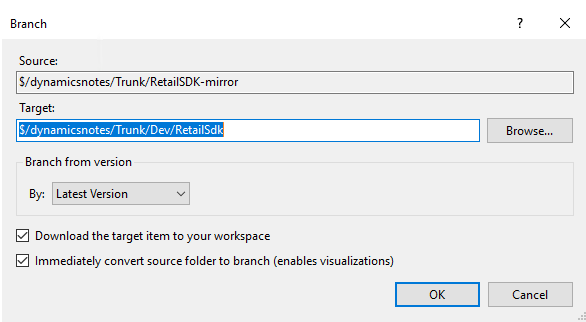 Branch
?
Source:
$/dynamicsnotes/Trunk/RetailSDK-mirror
Target:
$/dynamicsnotes/Trunk/Dev/RetailSdk
Browse...
Branch from version
By: Latest Version
Download the target item to your workspace
Immediately convert source folder to branch (enables visualizations)
OK Cancel